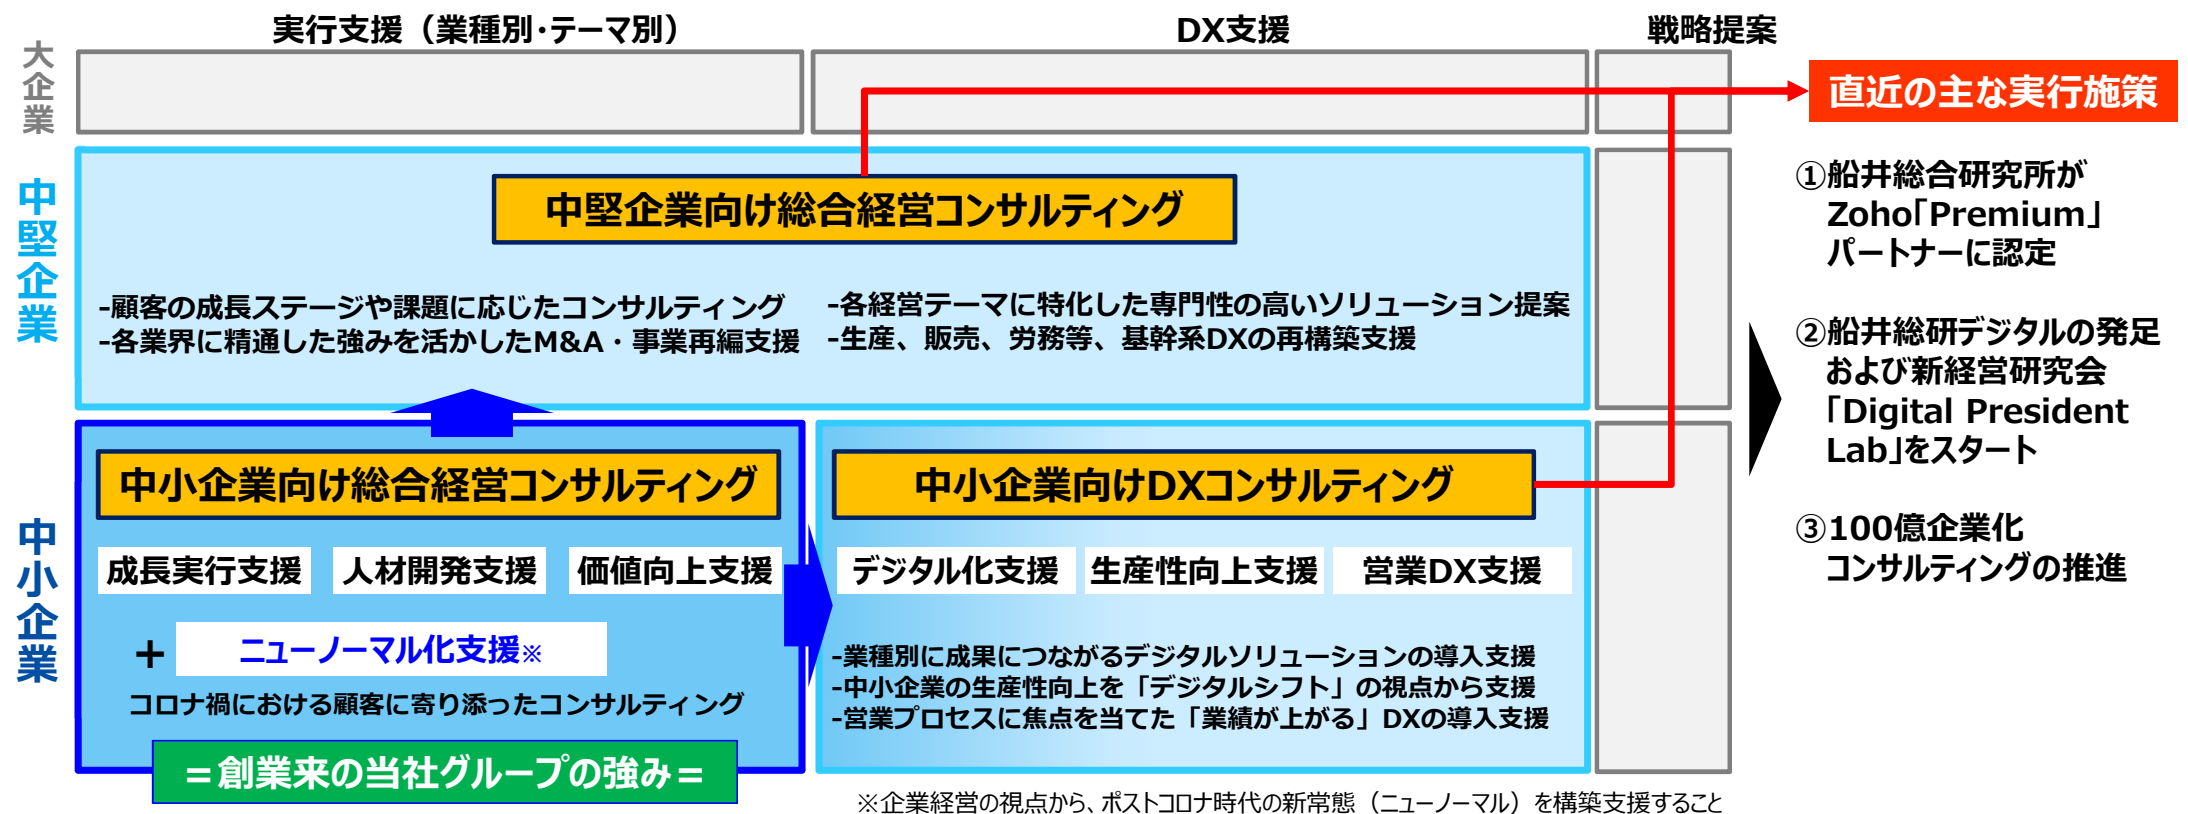 実行支援（業種別・テーマ別）
DX支援
戦略提案
大企業
直近の主な実行施策
中堅企業
中堅企業向け総合経営コンサルティング
-顧客の成長ステージや課題に応じたコンサルティング
-各業界に精通した強みを活かしたM&A・事業再編支援
-各経営テーマに特化した専門性の高いソリューション提案
-生産、販売、労務等、基幹系DXの再構築支援
中小企業
中小企業向け総合経営コンサルティング
成長実行支援
人材開発支援
価値向上支援
+
ニューノーマル化支援※
コロナ禍における顧客に寄り添ったコンサルティング
＝創業来の当社グループの強み＝
中小企業向けDXコンサルティング
デジタル化支援
生産性向上支援
営業DX支援
-業種別に成果につながるデジタルソリューションの導入支援
-中小企業の生産性向上を「デジタルシフト」の視点から支援
-営業プロセスに焦点を当てた「業績が上がる」DXの導入支援
①船井総合研究所が
Zoho「Premium」
パートナーに認定
②船井総研デジタルの発足
および新経営研究会
「Digital President
Lab」をスタート
③100億企業化
コンサルティングの推進
※企業経営の視点から、ポストコロナ時代の新常態（ニューノーマル）を構築支援すること